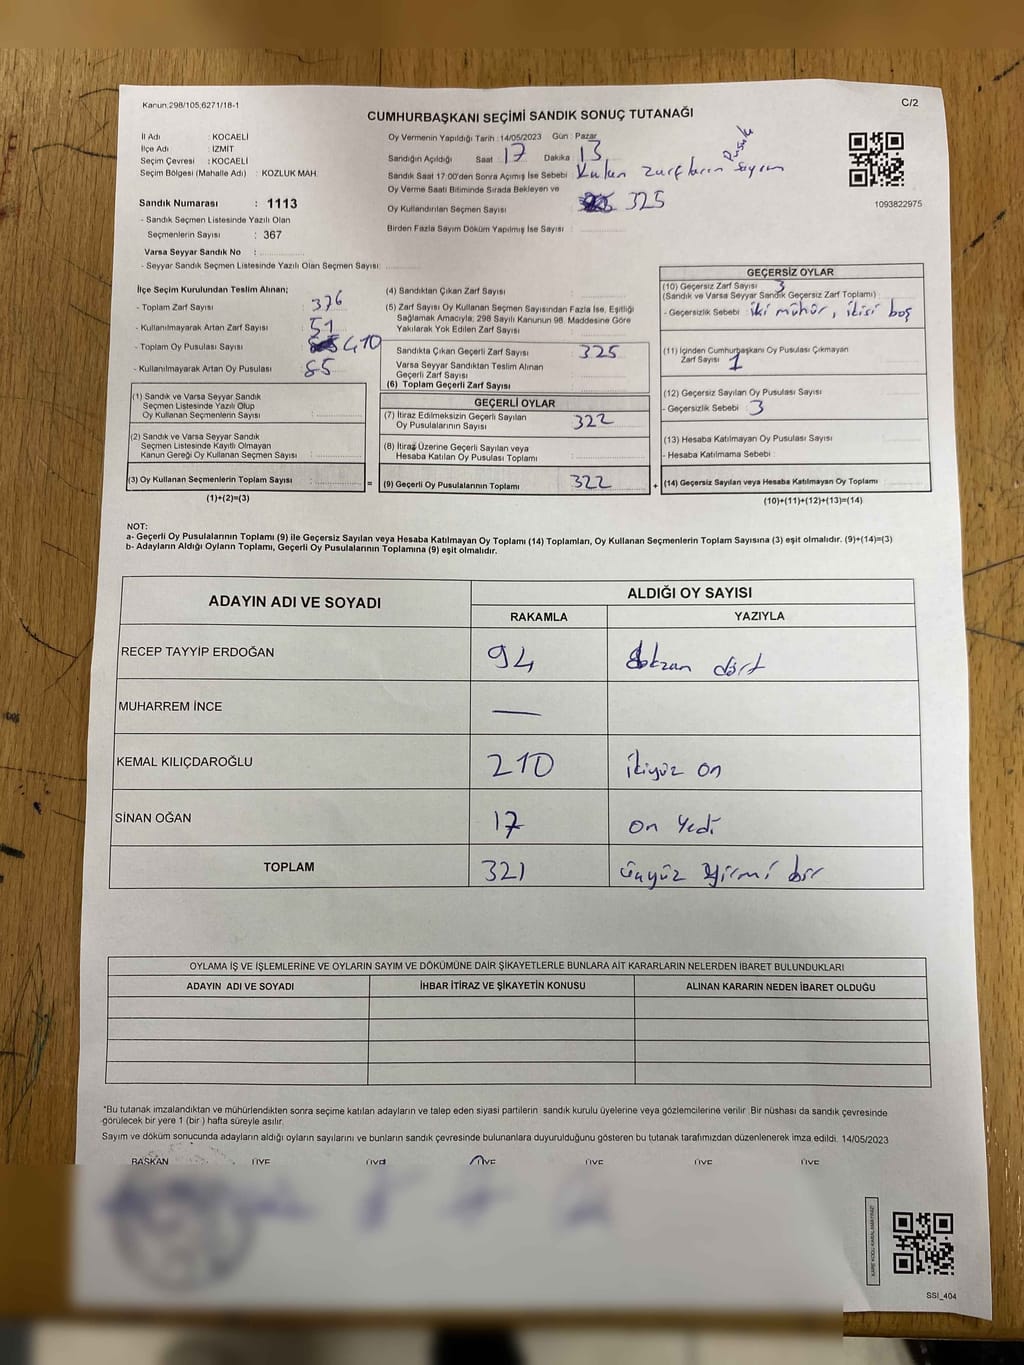 Kanun:298/105,6271/18-1
C/2
CUMHURBAŞKANI SEÇİMİ SANDIK SONUÇ TUTANAĞI
İl Adı : KOCAELİ
İlçe Adı : İZMİT
Seçim Çevresi : KOCAELİ
Seçim Bölgesi (Mahalle Adı) : KOZLUK MAH.
Sandık Numarası : 1113
- Sandık Seçmen Listesinde Yazılı Olan
Seçmenlerin Sayısı : 367
Varsa Seyyar Sandık No :
- Seyyar Sandık Seçmen Listesinde Yazılı Olan Seçmen Sayısı:
Oy Vermenin Yapıldığı Tarih : 14/05/2023 Gün : Pazar
Sandığın Açıldığı Saat 17 Dakika 13
Sandık Saat 17:00'den Sonra Açımış İse Sebebi : Kalan zarfların Pusula sayımı
Oy Verme Saati Bitiminde Sırada Bekleyen ve
Oy Kullandırılan Seçmen Sayısı : 325
Birden Fazla Sayım Döküm Yapılmış İse Sayısı :
1093822975
İlçe Seçim Kurulundan Teslim Alınan;
- Toplam Zarf Sayısı : 376
- Kullanılmayarak Artan Zarf Sayısı : 51
- Toplam Oy Pusulası Sayısı : 410
- Kullanılmayarak Artan Oy Pusulası : 85
(1) Sandık ve Varsa Seyyar Sandık
Seçmen Listesinde Yazılı Olup
Oy Kullanan Seçmenlerin Sayısı :
(2) Sandık ve Varsa Seyyar Sandık
Seçmen Listesinde Kayıtlı Olmayan
Kanun Gereği Oy Kullanan Seçmen Sayısı :
(3) Oy Kullanan Seçmenlerin Toplam Sayısı :
(1)+(2)=(3)
=
(4) Sandıktan Çıkan Zarf Sayısı :
(5) Zarf Sayısı Oy Kullanan Seçmen Sayısından Fazla İse, Eşitliği
Sağlamak Amacıyla; 298 Sayılı Kanunun 98. Maddesine Göre
Yakılarak Yok Edilen Zarf Sayısı :
Sandıkta Çıkan Geçerli Zarf Sayısı : 325
Varsa Seyyar Sandıktan Teslim Alınan
Geçerli Zarf Sayısı :
(6) Toplam Geçerli Zarf Sayısı :
GEÇERLİ OYLAR
(7) İtiraz Edilmeksizin Geçerli Sayılan
Oy Pusulalarının Sayısı : 322
(8) İtiraz Üzerine Geçerli Sayılan veya
Hesaba Katılan Oy Pusulası Toplamı :
(9) Geçerli Oy Pusulalarının Toplamı : 322
+
GEÇERSİZ OYLAR
(10) Geçersiz Zarf Sayısı : 3
(Sandık ve Varsa Seyyar Sandık Geçersiz Zarf Toplamı)
- Geçersizlik Sebebi : iki mühür, ikisi boş
(11) İçinden Cumhurbaşkanı Oy Pusulası Çıkmayan
Zarf Sayısı : 1
(12) Geçersiz Sayılan Oy Pusulası Sayısı :
- Geçersizlik Sebebi : 3
(13) Hesaba Katılmayan Oy Pusulası Sayısı :
- Hesaba Katılmama Sebebi :
(14) Geçersiz Sayılan veya Hesaba Katılmayan Oy Toplamı :
(10)+(11)+(12)+(13)=(14)
NOT:
a- Geçerli Oy Pusulalarının Toplamı (9) ile Geçersiz Sayılan veya Hesaba Katılmayan Oy Toplamı (14) Toplamları, Oy Kullanan Seçmenlerin Toplam Sayısına (3) eşit olmalıdır. (9)+(14)=(3)
b- Adayların Aldığı Oyların Toplamı, Geçerli Oy Pusulalarının Toplamına (9) eşit olmalıdır.
ADAYIN ADI VE SOYADI
ALDIĞI OY SAYISI
RAKAMLA YAZIYLA
RECEP TAYYİP ERDOĞAN 94 doksan dört
MUHARREM İNCE —
KEMAL KILIÇDAROĞLU 210 ikiyüz on
SİNAN OĞAN 17 on yedi
TOPLAM 321 üçyüz yirmi bir
OYLAMA İŞ VE İŞLEMLERİNE VE OYLARIN SAYIM VE DÖKÜMÜNE DAİR ŞİKAYETLERLE BUNLARA AİT KARARLARIN NELERDEN İBARET BULUNDUKLARI
ADAYIN ADI VE SOYADI İHBAR İTİRAZ VE ŞİKAYETİN KONUSU ALINAN KARARIN NEDEN İBARET OLDUĞU
*Bu tutanak imzalandıktan ve mühürlendikten sonra seçime katılan adayların ve talep eden siyasi partilerin sandık kurulu üyelerine veya gözlemcilerine verilir. Bir nüshası da sandık çevresinde
görülecek bir yere 1 (bir) hafta süreyle asılır.
Sayım ve döküm sonucunda adayların aldığı oyların sayılarını ve bunların sandık çevresinde bulunanlara duyurulduğunu gösteren bu tutanak tarafımızdan düzenlenerek imza edildi. 14/05/2023
BAŞKAN ÜYE ÜYE ÜYE ÜYE ÜYE ÜYE
SSI_404